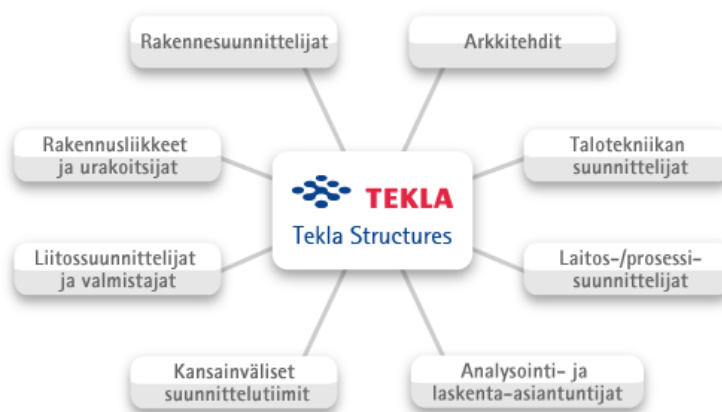 Rakennesuunnittelijat
Arkkitehdit
Rakennusliikkeet
ja urakoitsijat
Talotekniikan
suunnittelijat
TEKLA
Tekla Structures
Liitossuunnittelijat
ja valmistajat
Laitos-/prosessi-
suunnittelijat
Kansainväliset
suunnittelutiimit
Analysointi- ja
laskenta-asiantuntijat